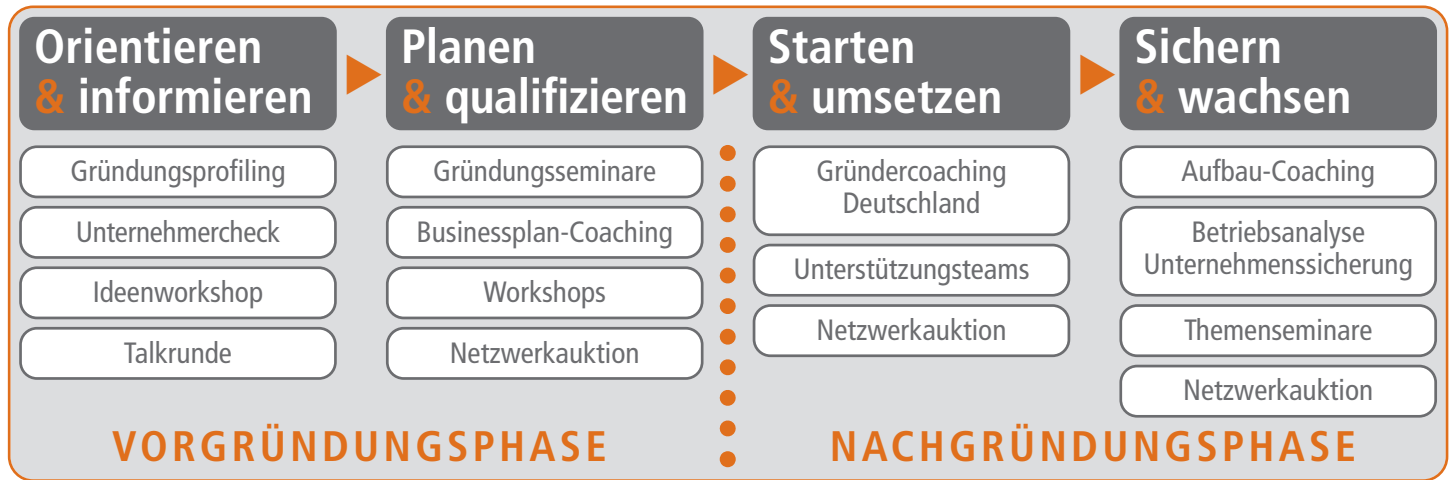 Orientieren
& informieren
Gründungsprofiling
Unternehmercheck
Ideenworkshop
Talkrunde
Planen
& qualifizieren
Gründungsseminare
Businessplan-Coaching
Workshops
Netzwerkauktion
VORGRÜNDUNGSPHASE
Starten
& umsetzen
Gründercoaching
Deutschland
Unterstützungsteams
Netzwerkauktion
Sichern
& wachsen
Aufbau-Coaching
Betriebsanalyse
Unternehmenssicherung
Themenseminare
Netzwerkauktion
NACHGRÜNDUNGSPHASE